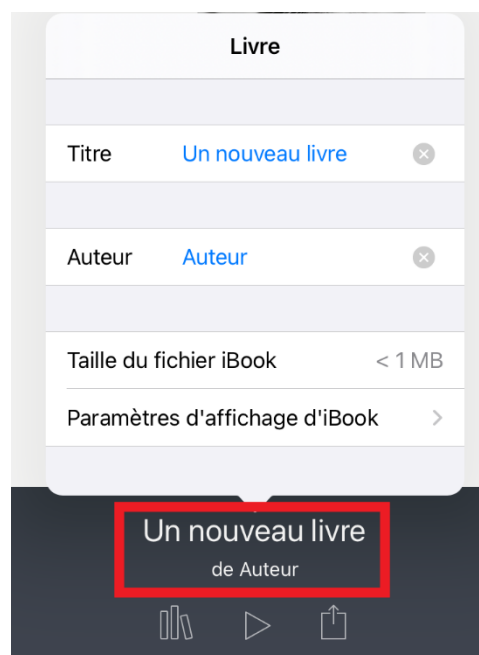 Livre
Titre Un nouveau livre
Auteur Auteur
Taille du fichier iBook < 1 MB
Paramètres d'affichage d'iBook
Un nouveau livre
de Auteur